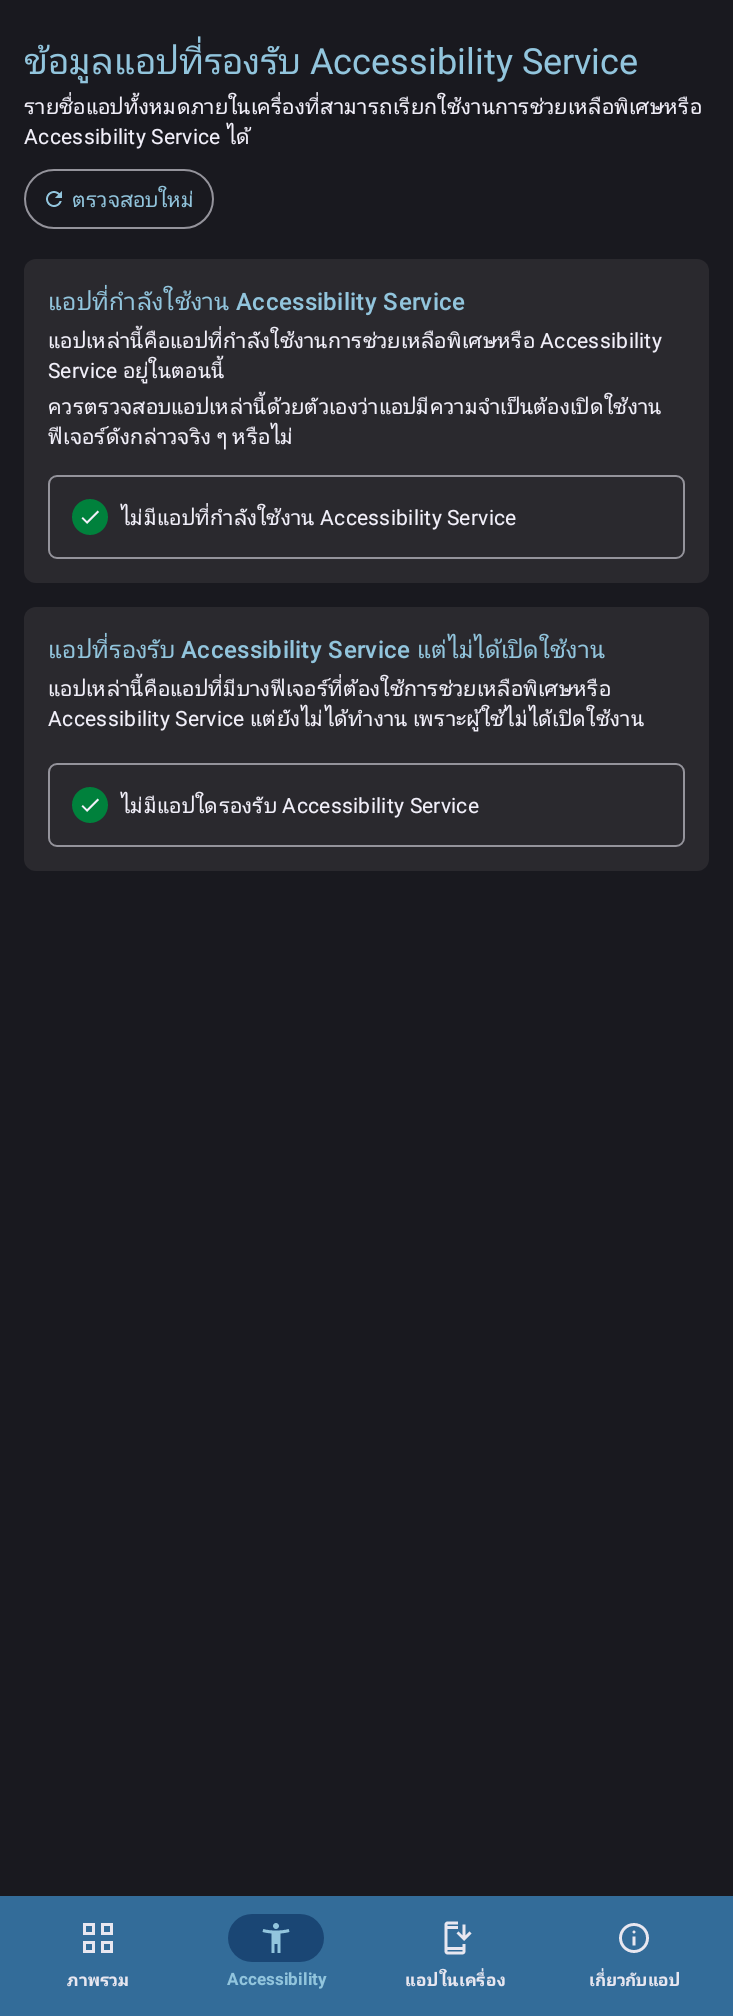 ข้อมูลแอปที่รองรับ Accessibility Service
รายชื่อแอปทั้งหมดภายในเครื่องที่สามารถเรียกใช้งานการช่วยเหลือพิเศษหรือ
Accessibility Service ได้
ตรวจสอบใหม่
แอปที่กำลังใช้งาน Accessibility Service
แอปเหล่านี้คือแอปที่กำลังใช้งานการช่วยเหลือพิเศษหรือ Accessibility
Service อยู่ในตอนนี้
ควรตรวจสอบแอปเหล่านี้ด้วยตัวเองว่าแอปมีความจำเป็นต้องเปิดใช้งาน
ฟีเจอร์ดังกล่าวจริง ๆ หรือไม่
ไม่มีแอปที่กำลังใช้งาน Accessibility Service
แอปที่รองรับ Accessibility Service แต่ไม่ได้เปิดใช้งาน
แอปเหล่านี้คือแอปที่มีบางฟีเจอร์ที่ต้องใช้การช่วยเหลือพิเศษหรือ
Accessibility Service แต่ยังไม่ได้ทำงาน เพราะผู้ใช้ไม่ได้เปิดใช้งาน
ไม่มีแอปใดรองรับ Accessibility Service
ภาพรวม
Accessibility
แอปในเครื่อง
เกี่ยวกับแอป